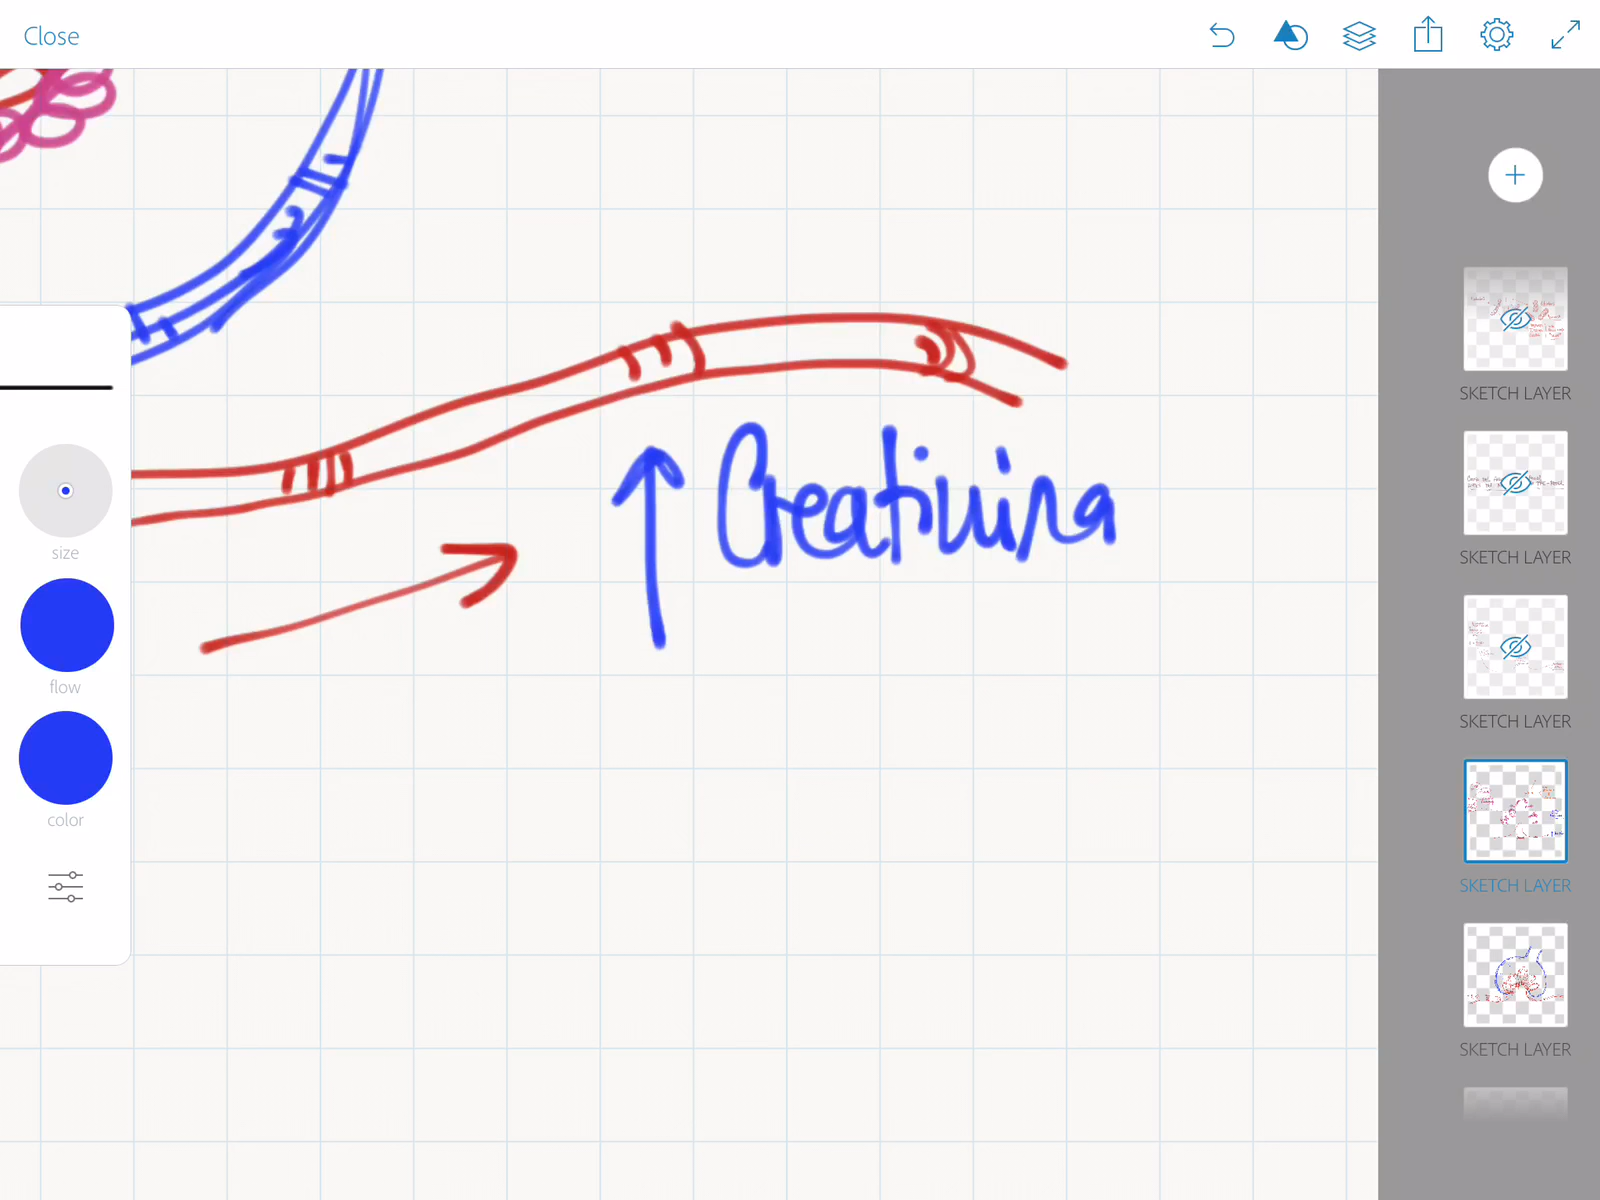 Close
↑ Creatinina
size
flow
color
SKETCH LAYER
SKETCH LAYER
SKETCH LAYER
SKETCH LAYER
SKETCH LAYER